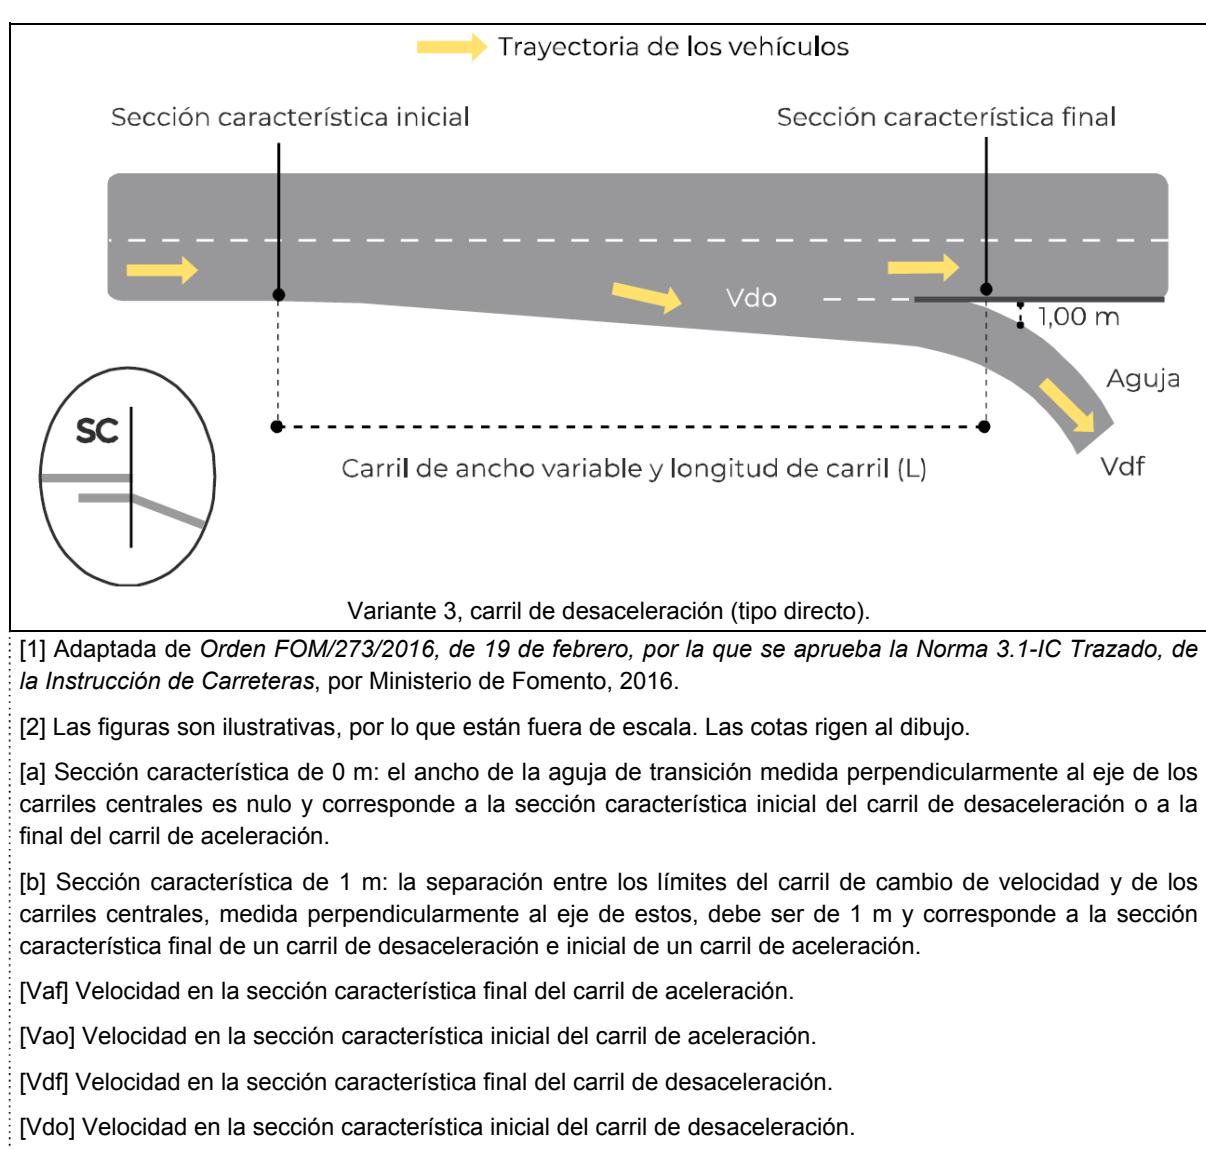 Trayectoria de los vehículos
Sección característica inicial
Sección característica final
Vdo
1,00 m
Aguja
SC
Carril de ancho variable y longitud de carril (L)
Vdf
Variante 3, carril de desaceleración (tipo directo).
[1] Adaptada de Orden FOM/273/2016, de 19 de febrero, por la que se aprueba la Norma 3.1-IC Trazado, de
la Instrucción de Carreteras, por Ministerio de Fomento, 2016.
[2] Las figuras son ilustrativas, por lo que están fuera de escala. Las cotas rigen al dibujo.
[a] Sección característica de 0 m: el ancho de la aguja de transición medida perpendicularmente al eje de los
carriles centrales es nulo y corresponde a la sección característica inicial del carril de desaceleración o a la
final del carril de aceleración.
[b] Sección característica de 1 m: la separación entre los límites del carril de cambio de velocidad y de los
carriles centrales, medida perpendicularmente al eje de estos, debe ser de 1 m y corresponde a la sección
característica final de un carril de desaceleración e inicial de un carril de aceleración.
[Vaf] Velocidad en la sección característica final del carril de aceleración.
[Vao] Velocidad en la sección característica inicial del carril de aceleración.
[Vdf] Velocidad en la sección característica final del carril de desaceleración.
[Vdo] Velocidad en la sección característica inicial del carril de desaceleración.